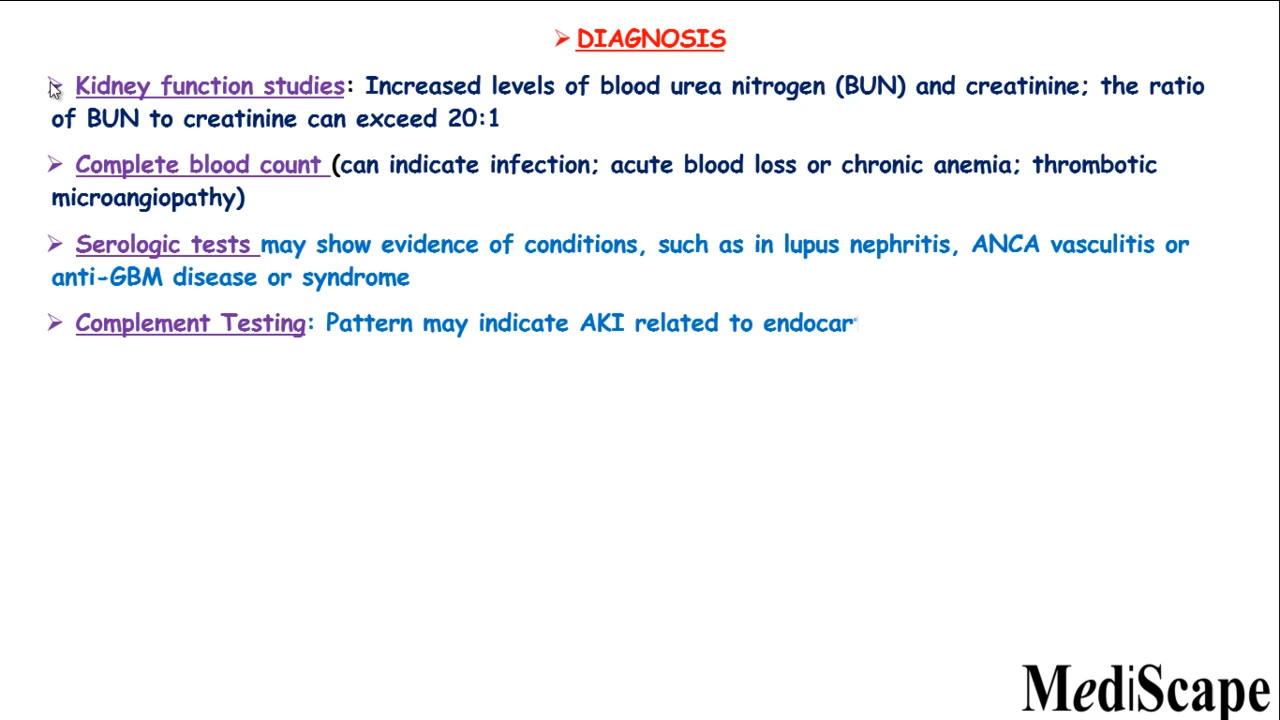 ➢ DIAGNOSIS
➢ Kidney function studies: Increased levels of blood urea nitrogen (BUN) and creatinine; the ratio
of BUN to creatinine can exceed 20:1
➢ Complete blood count (can indicate infection; acute blood loss or chronic anemia; thrombotic
microangiopathy)
➢ Serologic tests may show evidence of conditions, such as in lupus nephritis, ANCA vasculitis or
anti-GBM disease or syndrome
➢ Complement Testing: Pattern may indicate AKI related to endocar
MediScape